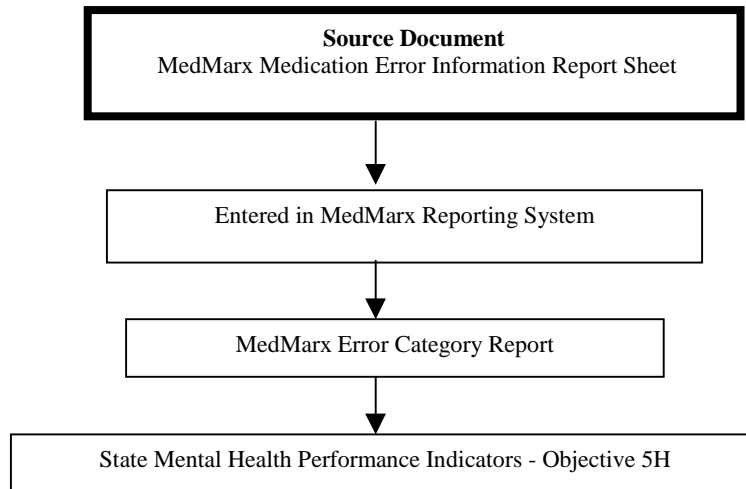 Source Document
MedMarx Medication Error Information Report Sheet
Entered in MedMarx Reporting System
MedMarx Error Category Report
State Mental Health Performance Indicators - Objective 5H